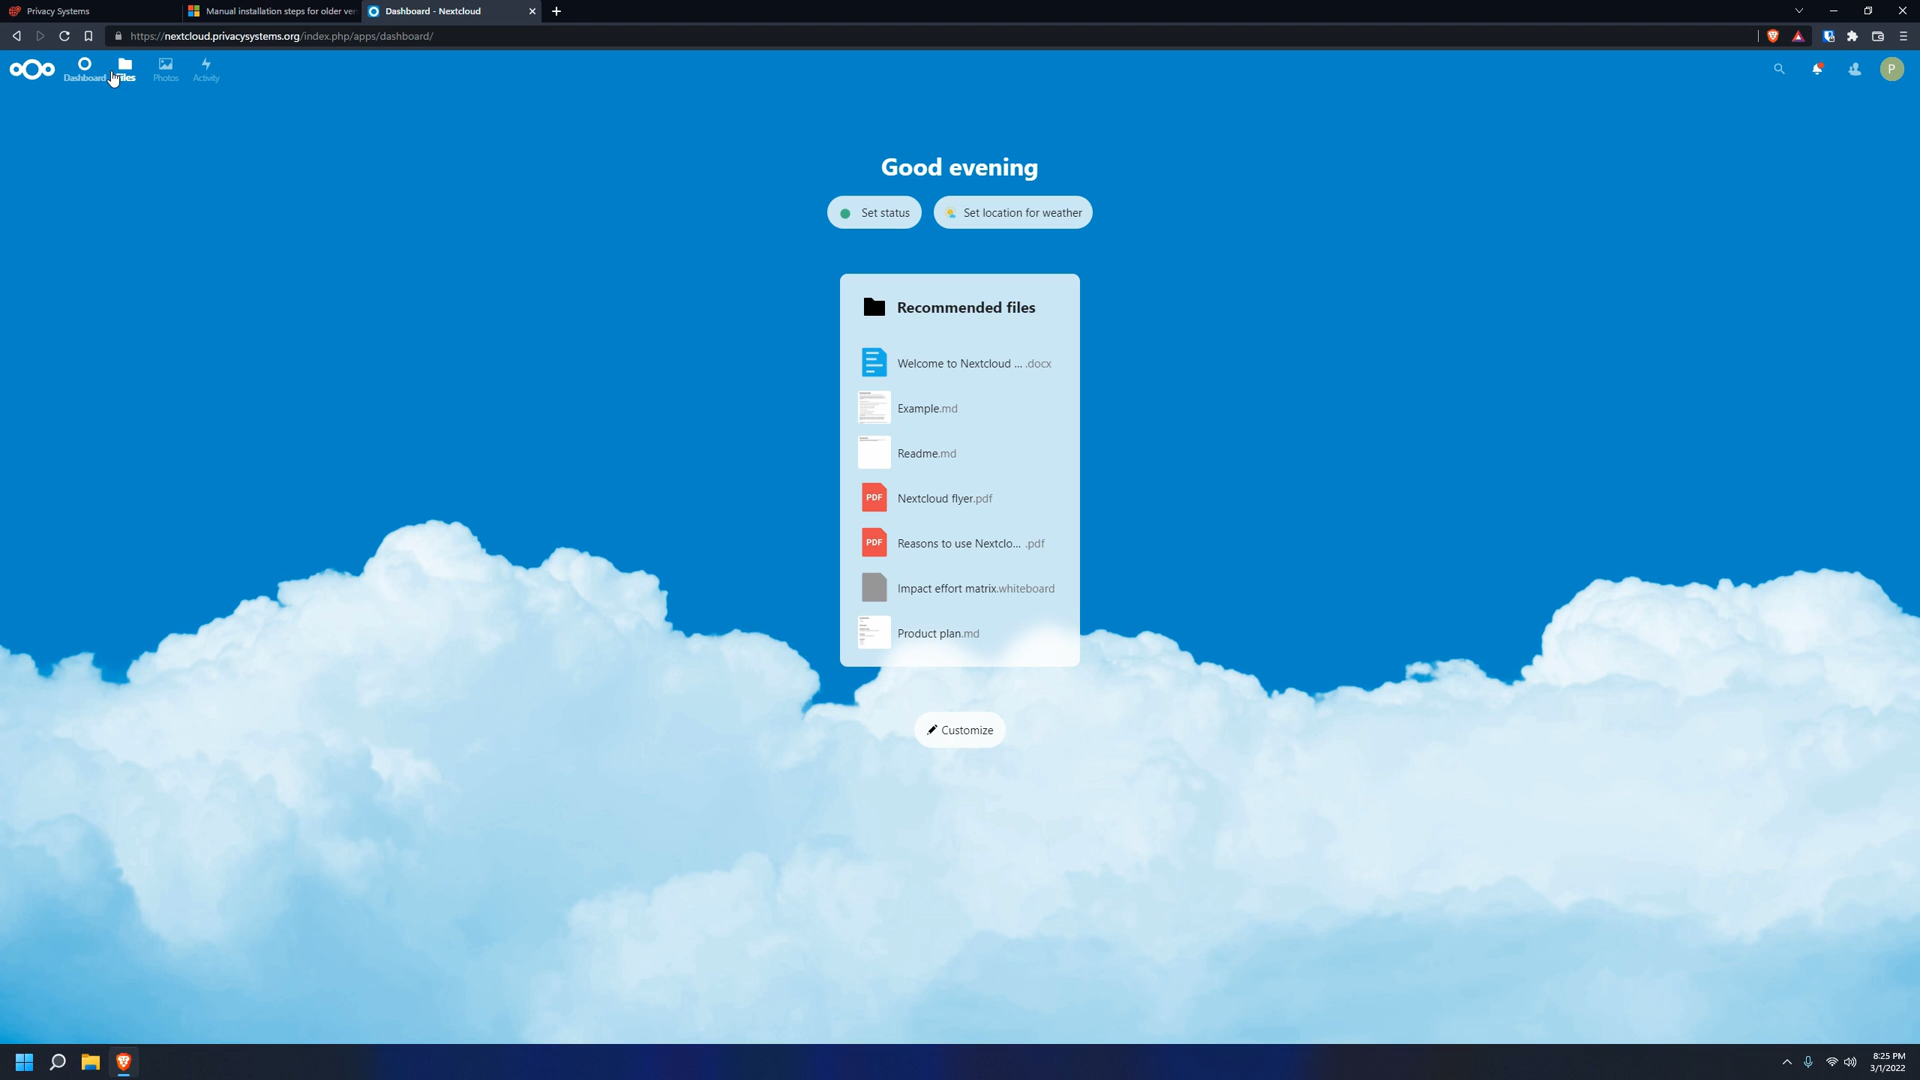 Privacy Systems
Manual installation steps for older ver
Dashboard - Nextcloud
https://nextcloud.privacysystems.org/index.php/apps/dashboard/
Dashboard
Files
Photos
Activity
P
Good evening
Set status
Set location for weather
Recommended files
Welcome to Nextcloud ... .docx
Example.md
Readme.md
PDF
Nextcloud flyer.pdf
PDF
Reasons to use Nextclo... .pdf
Impact effort matrix.whiteboard
Product plan.md
Customize
8:25 PM
3/1/2022